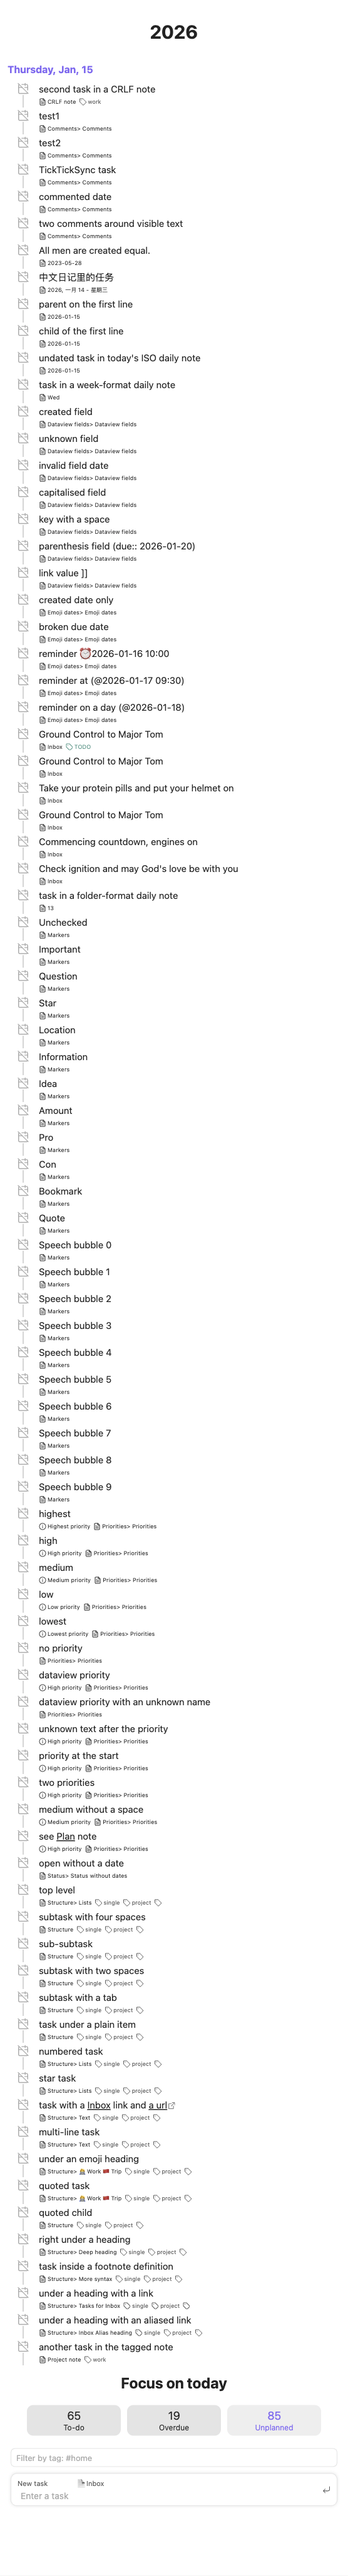 2026
Thursday, Jan, 15
second task in a CRLF note
CRLF note work
test1
Comments> Comments
test2
Comments> Comments
TickTickSync task
Comments> Comments
commented date
Comments> Comments
two comments around visible text
Comments> Comments
All men are created equal.
2023-05-28
中文日记里的任务
2026, 一月 14 - 星期三
parent on the first line
2026-01-15
child of the first line
2026-01-15
undated task in today's ISO daily note
2026-01-15
task in a week-format daily note
Wed
created field
Dataview fields> Dataview fields
unknown field
Dataview fields> Dataview fields
invalid field date
Dataview fields> Dataview fields
capitalised field
Dataview fields> Dataview fields
key with a space
Dataview fields> Dataview fields
parenthesis field (due:: 2026-01-20)
Dataview fields> Dataview fields
link value ]]
Dataview fields> Dataview fields
created date only
Emoji dates> Emoji dates
broken due date
Emoji dates> Emoji dates
reminder ⏰2026-01-16 10:00
Emoji dates> Emoji dates
reminder at (@2026-01-17 09:30)
Emoji dates> Emoji dates
reminder on a day (@2026-01-18)
Emoji dates> Emoji dates
Ground Control to Major Tom
Inbox TODO
Ground Control to Major Tom
Inbox
Take your protein pills and put your helmet on
Inbox
Ground Control to Major Tom
Inbox
Commencing countdown, engines on
Inbox
Check ignition and may God's love be with you
Inbox
task in a folder-format daily note
13
Unchecked
Markers
Important
Markers
Question
Markers
Star
Markers
Location
Markers
Information
Markers
Idea
Markers
Amount
Markers
Pro
Markers
Con
Markers
Bookmark
Markers
Quote
Markers
Speech bubble 0
Markers
Speech bubble 1
Markers
Speech bubble 2
Markers
Speech bubble 3
Markers
Speech bubble 4
Markers
Speech bubble 5
Markers
Speech bubble 6
Markers
Speech bubble 7
Markers
Speech bubble 8
Markers
Speech bubble 9
Markers
highest
Highest priority Priorities> Priorities
high
High priority Priorities> Priorities
medium
Medium priority Priorities> Priorities
low
Low priority Priorities> Priorities
lowest
Lowest priority Priorities> Priorities
no priority
Priorities> Priorities
dataview priority
High priority Priorities> Priorities
dataview priority with an unknown name
Priorities> Priorities
unknown text after the priority
High priority Priorities> Priorities
priority at the start
High priority Priorities> Priorities
two priorities
High priority Priorities> Priorities
medium without a space
Medium priority Priorities> Priorities
see Plan note
High priority Priorities> Priorities
open without a date
Status> Status without dates
top level
Structure> Lists single project
subtask with four spaces
Structure single project
sub-subtask
Structure single project
subtask with two spaces
Structure single project
subtask with a tab
Structure single project
task under a plain item
Structure single project
numbered task
Structure> Lists single project
star task
Structure> Lists single project
task with a Inbox link and a url
Structure> Text single project
multi-line task
Structure> Text single project
under an emoji heading
Structure> Work Trip single project
quoted task
Structure> Work Trip single project
quoted child
Structure single project
right under a heading
Structure> Deep heading single project
task inside a footnote definition
Structure> More syntax single project
under a heading with a link
Structure> Tasks for Inbox single project
under a heading with an aliased link
Structure> Inbox Alias heading single project
another task in the tagged note
Project note work
Focus on today
65 19 85
To-do Overdue Unplanned
Filter by tag: #home
New task Inbox
Enter a task